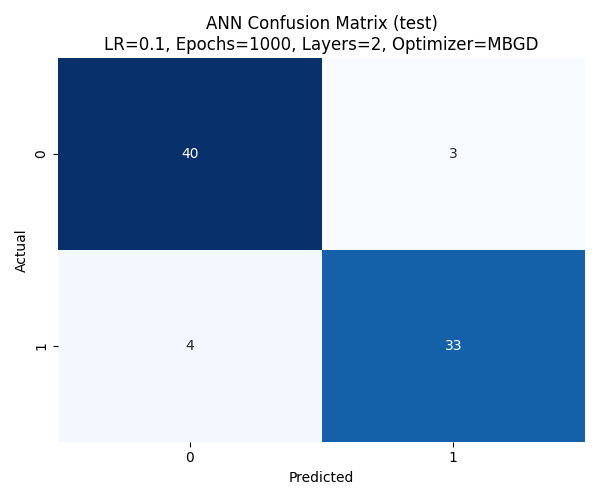 ANN Confusion Matrix (test)
LR=0.1, Epochs=1000, Layers=2, Optimizer=MBGD
Actual
0
40
3
1
4
33
0
1
Predicted